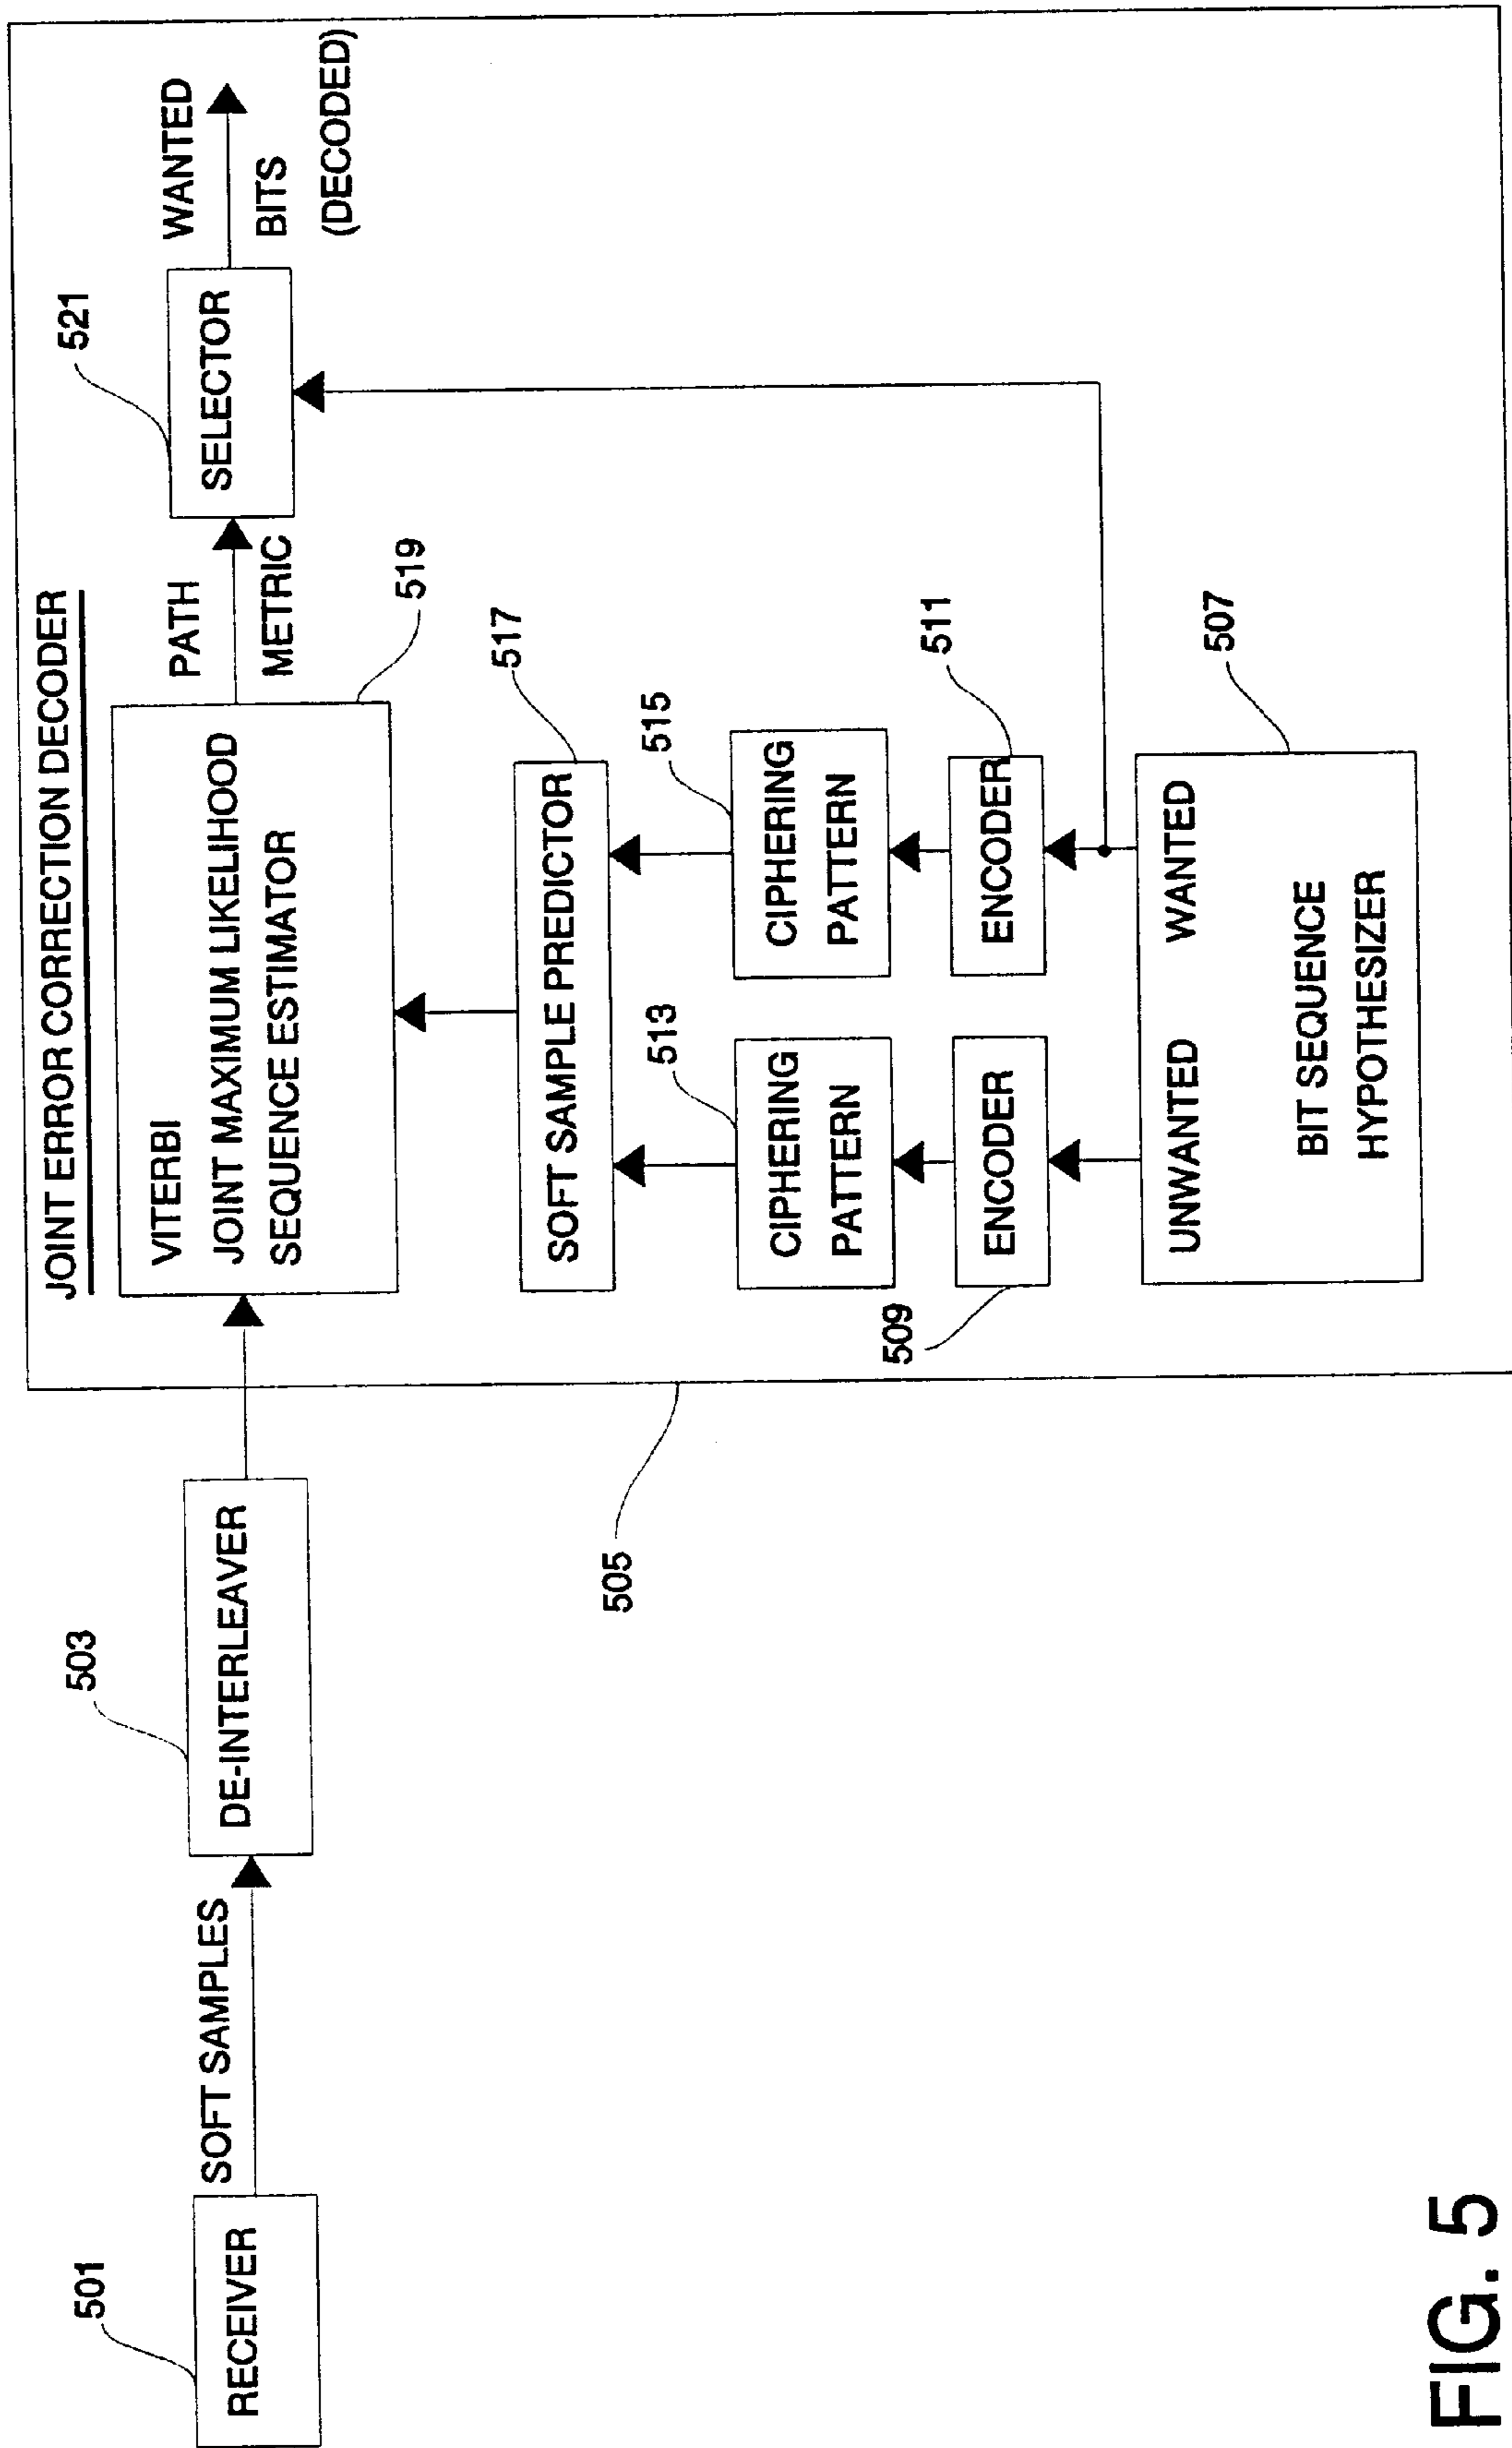 JOINT ERROR CORRECTION DECODER
501
RECEIVER
SOFT SAMPLES
503
DE-INTERLEAVER
505
VITERBI
JOINT MAXIMUM LIKELIHOOD
SEQUENCE ESTIMATOR
519
PATH
METRIC
521
SELECTOR
WANTED
BITS
(DECODED)
517
SOFT SAMPLE PREDICTOR
513
CIPHERING
PATTERN
515
CIPHERING
PATTERN
509
ENCODER
511
ENCODER
507
UNWANTED WANTED
BIT SEQUENCE
HYPOTHESIZER
FIG. 5